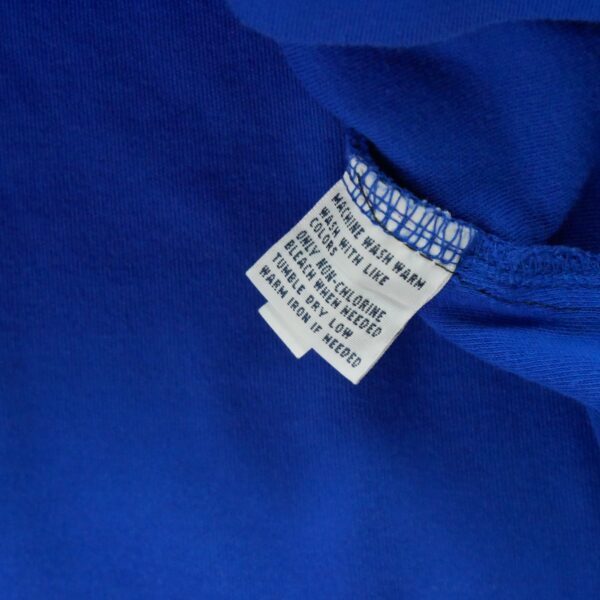 MACHINE WASH WARM
WASH WITH LIKE
COLORS
ONLY NON-CHLORINE
BLEACH WHEN NEEDED
TUMBLE DRY LOW
WARM IRON IF NEEDED